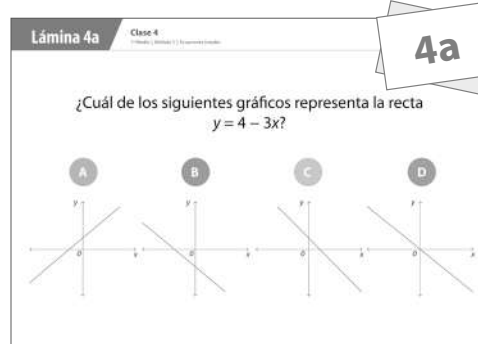 Lámina 4a
Clase 4
4a
¿Cuál de los siguientes gráficos representa la recta
y = 4 – 3x?
A
B
C
D
y
y
y
y
0
x
0
x
0
x
0
x